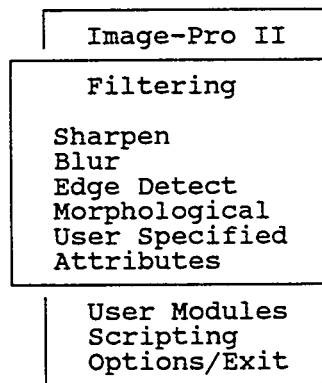 Image-Pro II
Filtering
Sharpen
Blur
Edge Detect
Morphological
User Specified
Attributes
User Modules
Scripting
Options/Exit